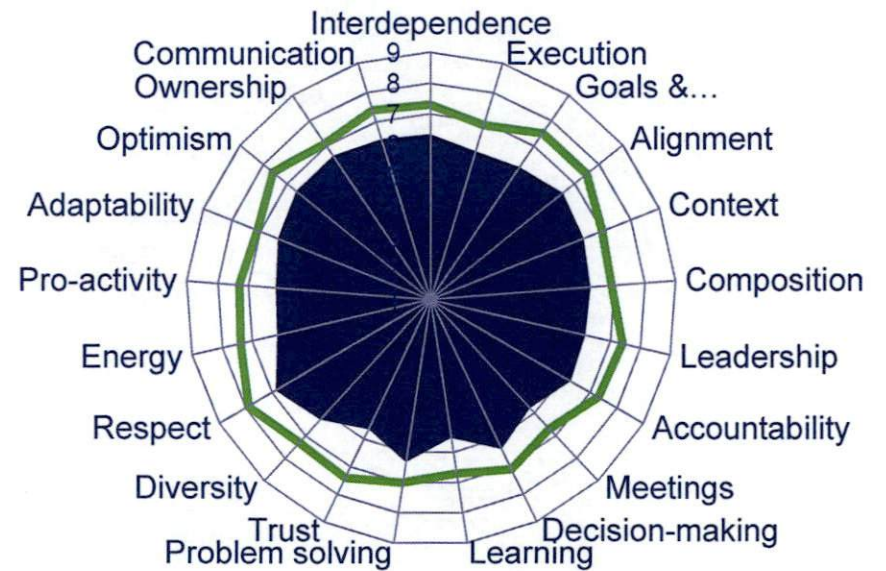 Interdependence
Communication
9
Execution
Ownership
8
Goals &...
Optimism
7
Alignment
Adaptability
Context
Pro-activity
Composition
Energy
Leadership
Respect
Accountability
Diversity
Meetings
Trust
Decision-making
Problem solving
Learning